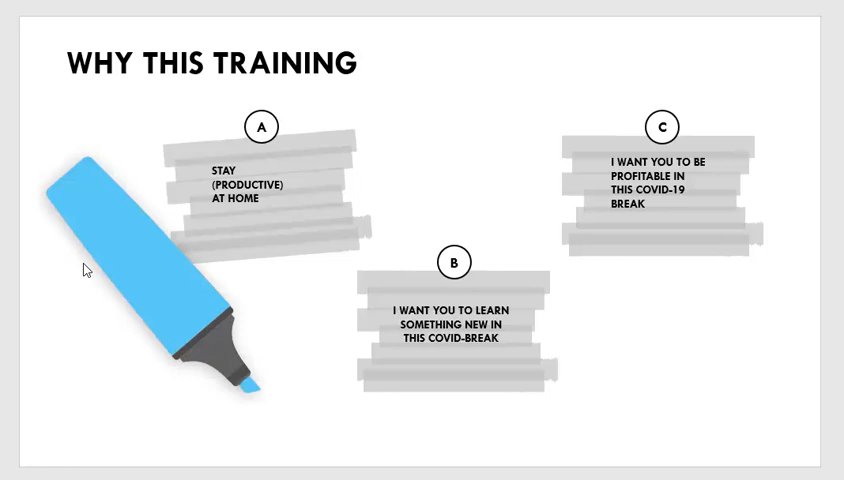 WHY THIS TRAINING
A
STAY
(PRODUCTIVE)
AT HOME
B
I WANT YOU TO LEARN
SOMETHING NEW IN
THIS COVID-BREAK
C
I WANT YOU TO BE
PROFITABLE IN
THIS COVID-19
BREAK